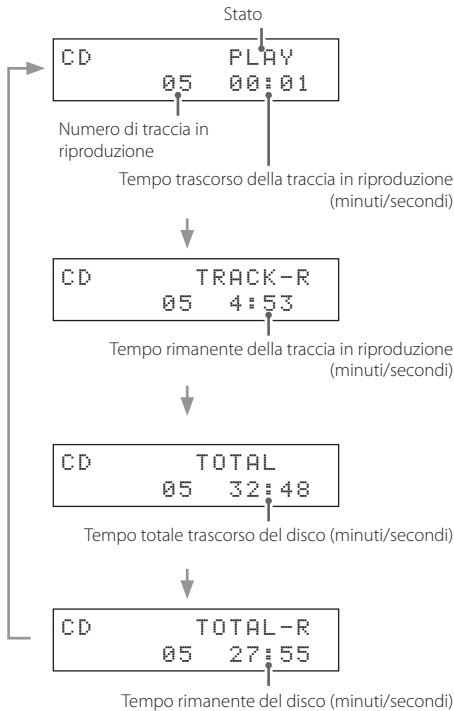 Stato
CD PLAY
05 00:01
Numero di traccia in
riproduzione
Tempo trascorso della traccia in riproduzione
(minuti/secondi)
CD TRACK-R
05 4:53
Tempo rimanente della traccia in riproduzione
(minuti/secondi)
CD TOTAL
05 32:48
Tempo totale trascorso del disco (minuti/secondi)
CD TOTAL-R
05 27:55
Tempo rimanente del disco (minuti/secondi)